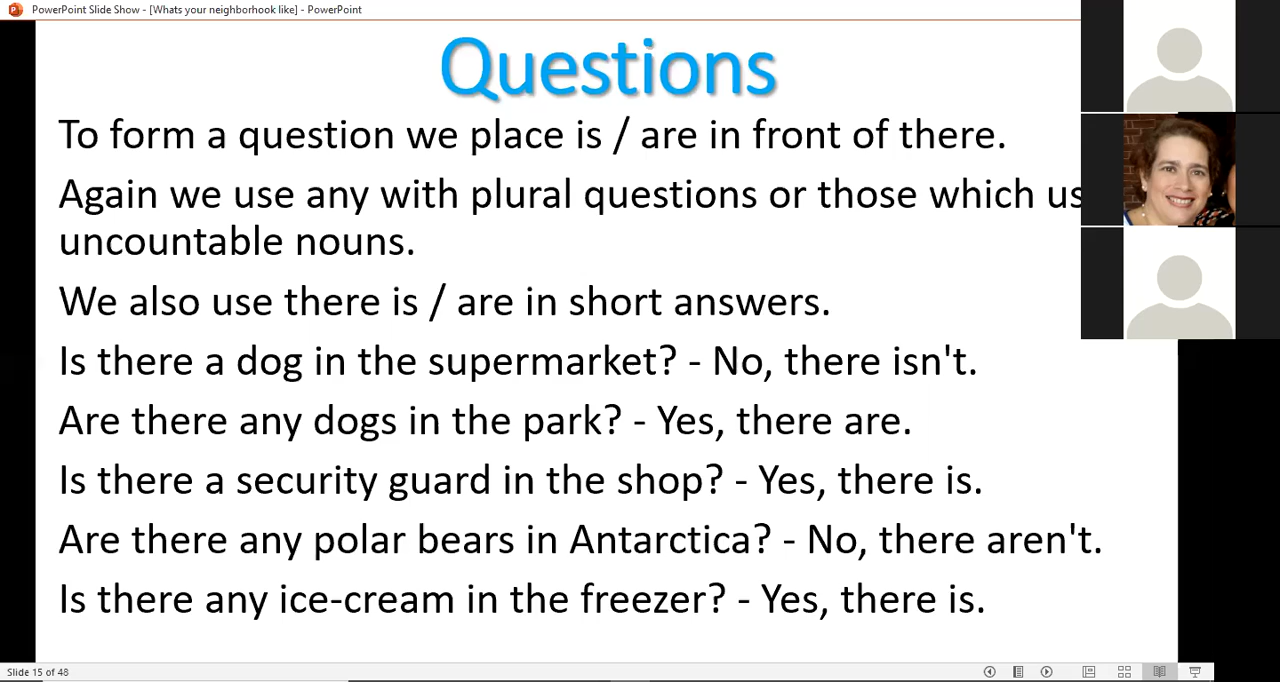 PowerPoint Slide Show - [Whats your neighborhook like] - PowerPoint
Questions
To form a question we place is / are in front of there.
Again we use any with plural questions or those which us
uncountable nouns.
We also use there is / are in short answers.
Is there a dog in the supermarket? - No, there isn't.
Are there any dogs in the park? - Yes, there are.
Is there a security guard in the shop? - Yes, there is.
Are there any polar bears in Antarctica? - No, there aren't.
Is there any ice-cream in the freezer? - Yes, there is.
Slide 15 of 48